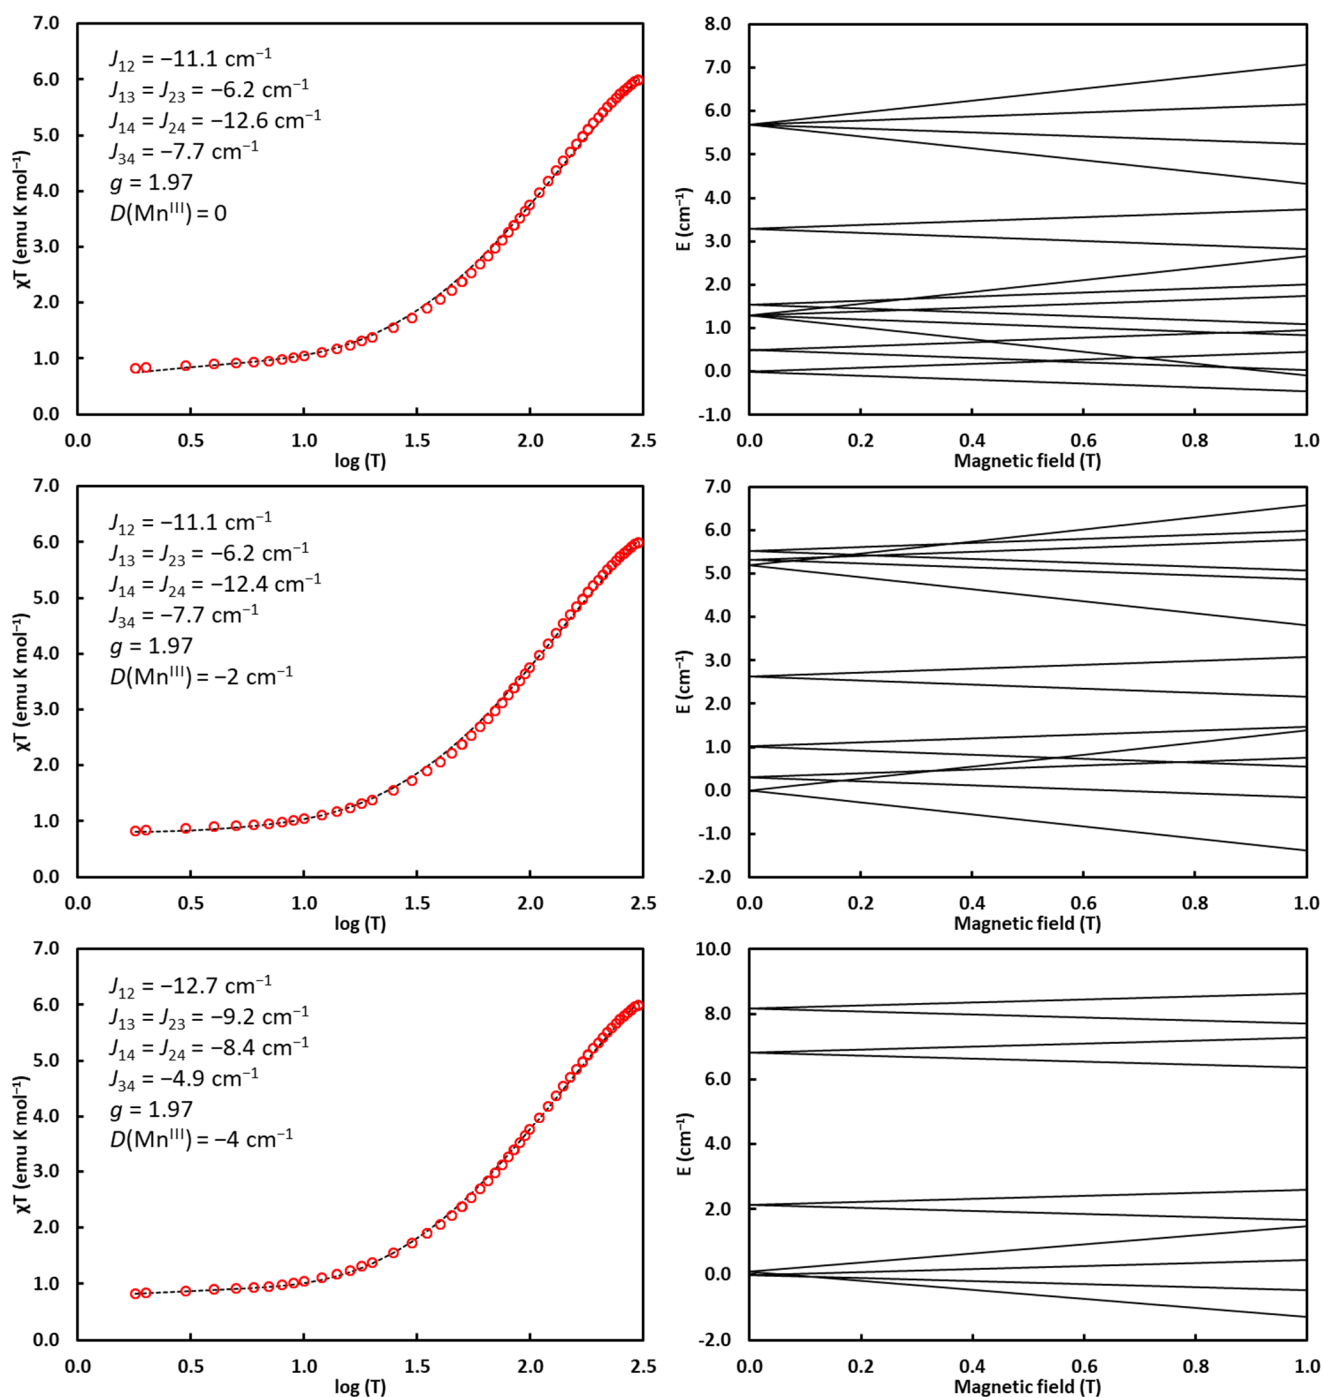 7.0
6.0
5.0
4.0
3.0
2.0
1.0
0.0
χT (emu K mol⁻¹)
J₁₂ = −11.1 cm⁻¹
J₁₃ = J₂₃ = −6.2 cm⁻¹
J₁₄ = J₂₄ = −12.6 cm⁻¹
J₃₄ = −7.7 cm⁻¹
g = 1.97
D(Mnᴵᴵᴵ) = 0
0.0 0.5 1.0 1.5 2.0 2.5
log (T)
8.0
7.0
6.0
5.0
4.0
3.0
2.0
1.0
0.0
-1.0
E (cm⁻¹)
0.0 0.2 0.4 0.6 0.8 1.0
Magnetic field (T)
7.0
6.0
5.0
4.0
3.0
2.0
1.0
0.0
χT (emu K mol⁻¹)
J₁₂ = −11.1 cm⁻¹
J₁₃ = J₂₃ = −6.2 cm⁻¹
J₁₄ = J₂₄ = −12.4 cm⁻¹
J₃₄ = −7.7 cm⁻¹
g = 1.97
D(Mnᴵᴵᴵ) = −2 cm⁻¹
0.0 0.5 1.0 1.5 2.0 2.5
log (T)
7.0
6.0
5.0
4.0
3.0
2.0
1.0
0.0
-1.0
-2.0
E (cm⁻¹)
0.0 0.2 0.4 0.6 0.8 1.0
Magnetic field (T)
7.0
6.0
5.0
4.0
3.0
2.0
1.0
0.0
χT (emu K mol⁻¹)
J₁₂ = −12.7 cm⁻¹
J₁₃ = J₂₃ = −9.2 cm⁻¹
J₁₄ = J₂₄ = −8.4 cm⁻¹
J₃₄ = −4.9 cm⁻¹
g = 1.97
D(Mnᴵᴵᴵ) = −4 cm⁻¹
0.0 0.5 1.0 1.5 2.0 2.5
log (T)
10.0
8.0
6.0
4.0
2.0
0.0
-2.0
E (cm⁻¹)
0.0 0.2 0.4 0.6 0.8 1.0
Magnetic field (T)